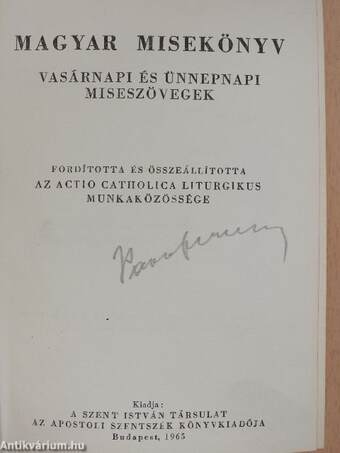 MAGYAR MISEKÖNYV
VASÁRNAPI ÉS ÜNNEPNAPI
MISESZÖVEGEK
FORDÍTOTTA ÉS ÖSSZEÁLLÍTOTTA
AZ ACTIO CATHOLICA LITURGIKUS
MUNKAKÖZÖSSÉGE
Kiadja:
A SZENT ISTVÁN TÁRSULAT
AZ APOSTOLI SZENTSZÉK KÖNYVKIADÓJA
Budapest, 1965
Antikvárium.hu